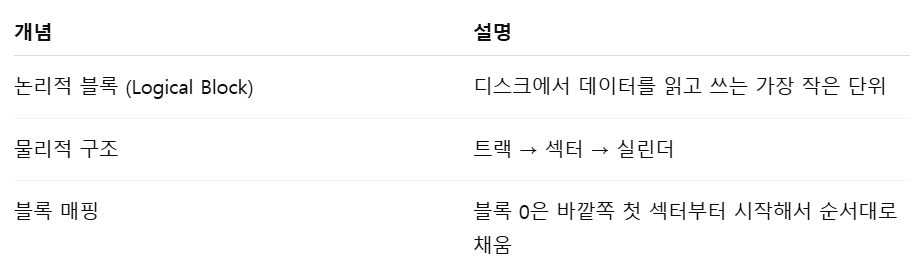 개념 설명
논리적 블록 (Logical Block) 디스크에서 데이터를 읽고 쓰는 가장 작은 단위
물리적 구조 트랙 → 섹터 → 실린더
블록 매핑 블록 0은 바깥쪽 첫 섹터부터 시작해서 순서대로
채움